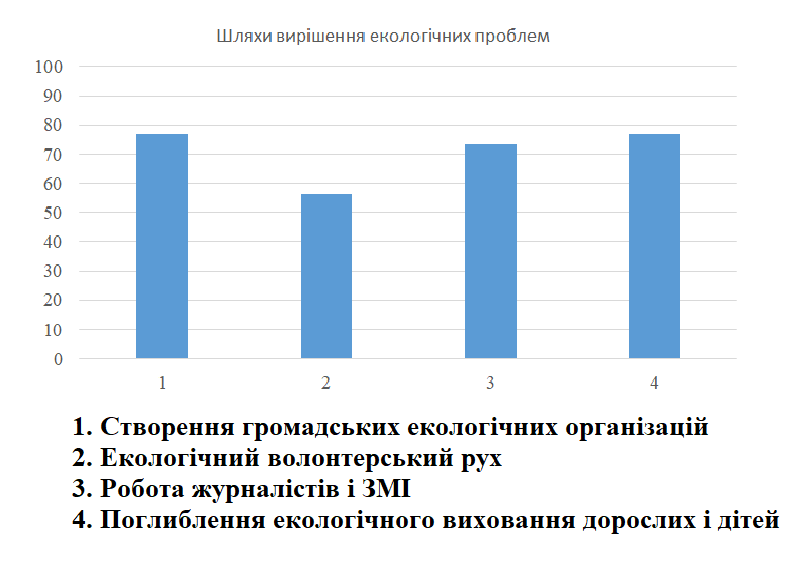 Шляхи вирішення екологічних проблем
100
90
80
70
60
50
40
30
20
10
0
1 2 3 4
1. Створення громадських екологічних організацій
2. Екологічний волонтерський рух
3. Робота журналістів і ЗМІ
4. Поглиблення екологічного виховання дорослих і дітей